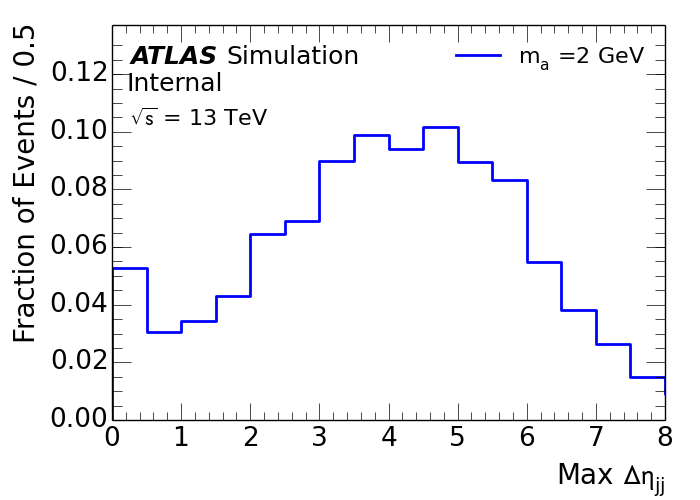 Fraction of Events / 0.5
0.12
0.10
0.08
0.06
0.04
0.02
0.00
ATLAS Simulation
Internal
√s = 13 TeV
mₐ =2 GeV
0 1 2 3 4 5 6 7 8
Max Δηjj